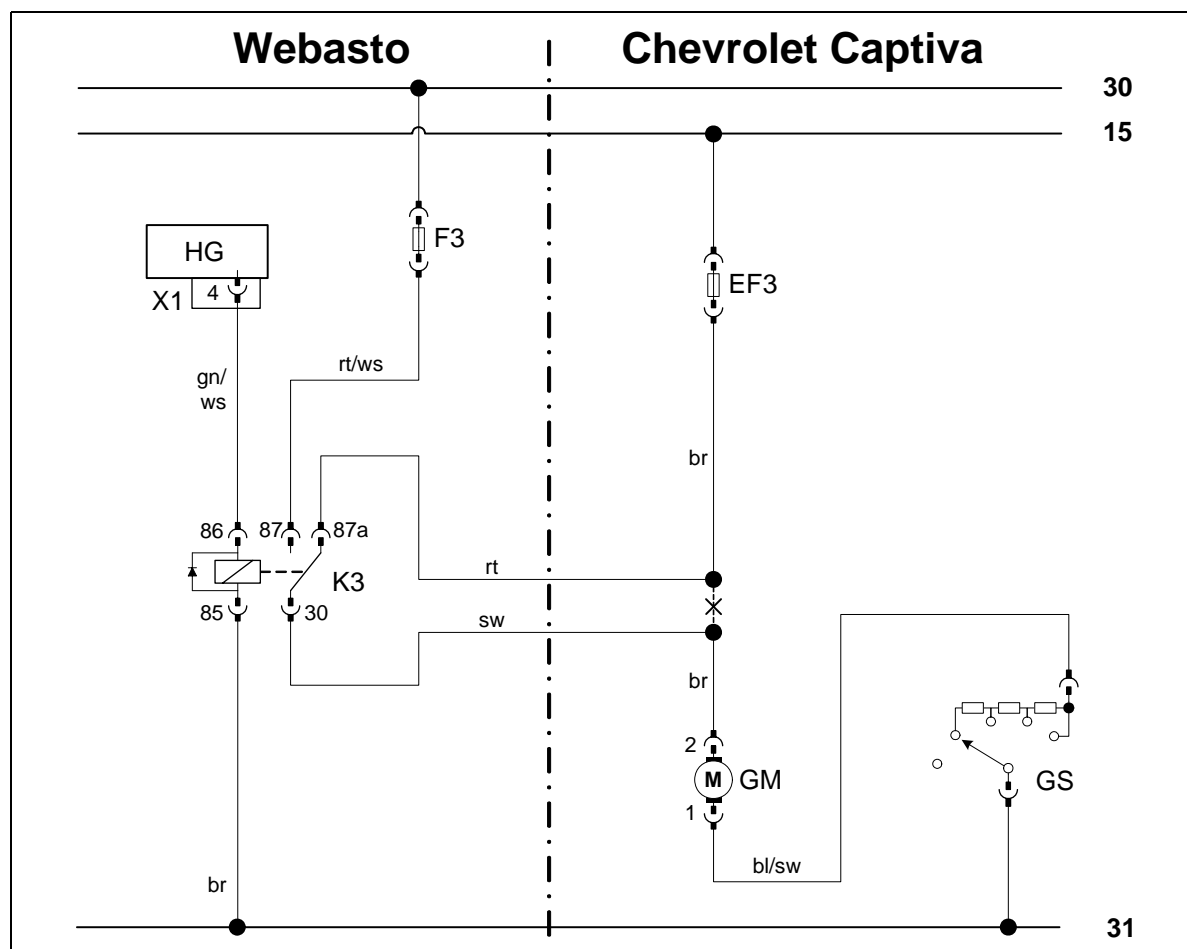 Webasto
Chevrolet Captiva
30
15
F3
HG
EF3
4
X1
rt/ws
gn/
ws
br
86
87
87a
rt
K3
85
30
sw
br
2
M
GM
GS
1
bl/sw
br
31